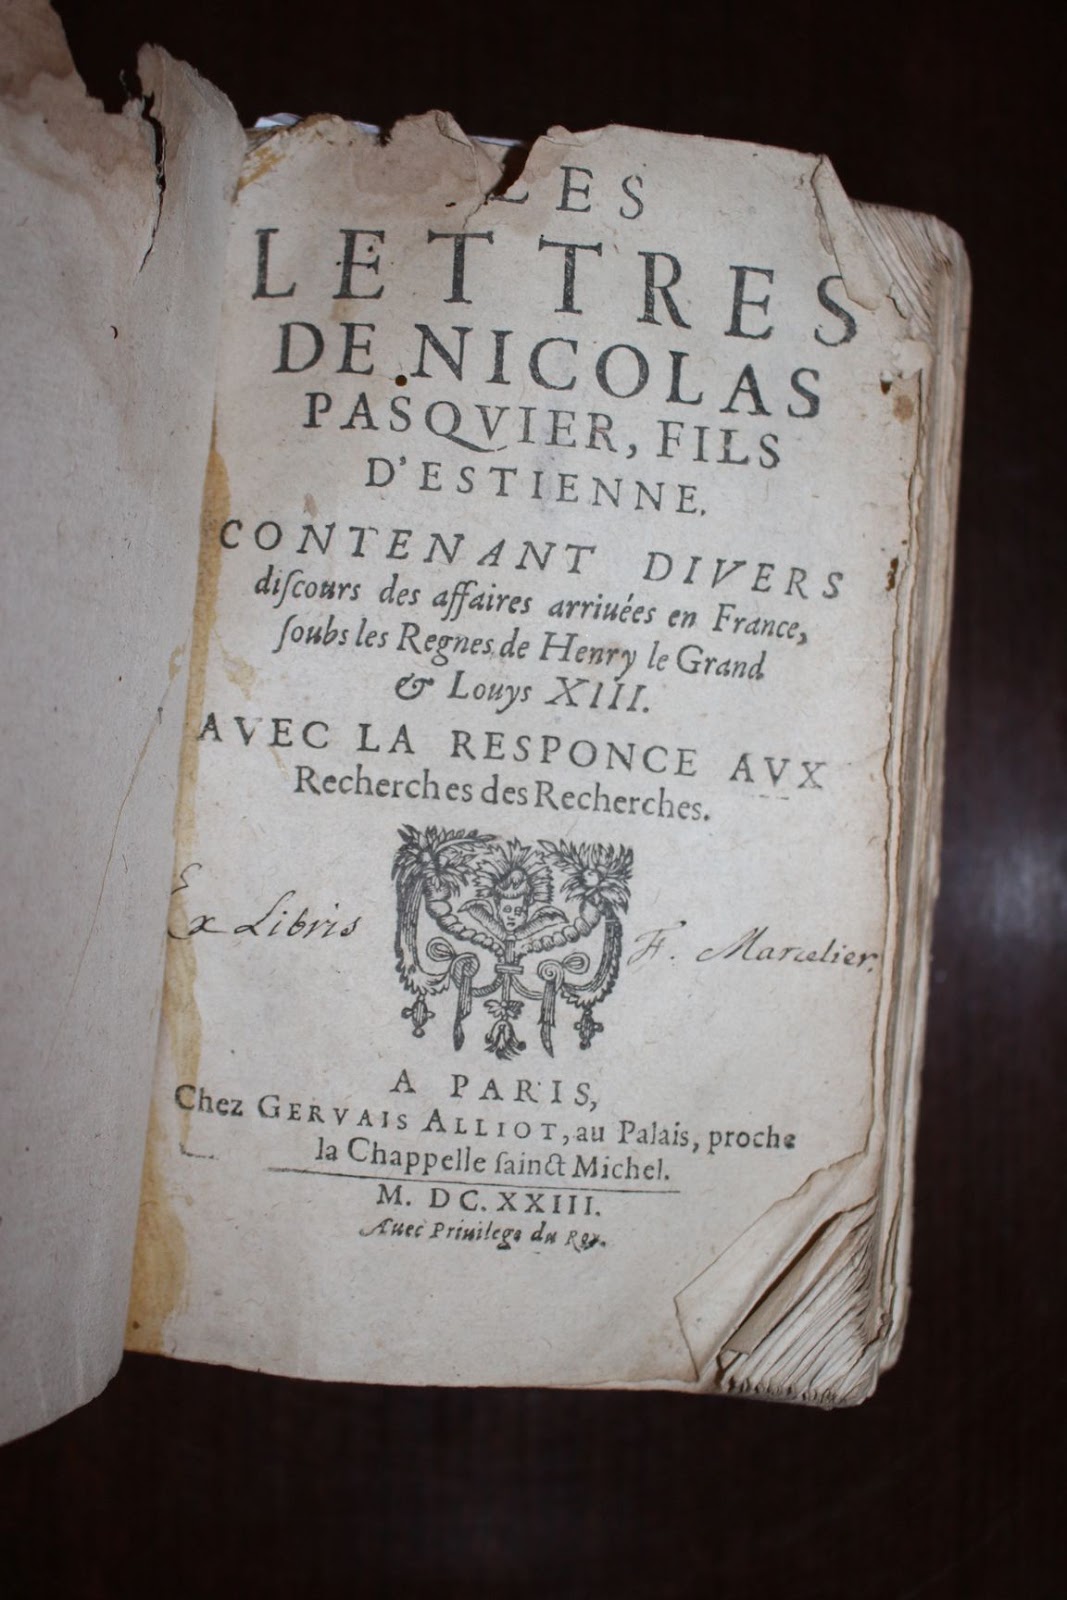 LES
LETTRES
DE NICOLAS
PASQVIER, FILS
D'ESTIENNE.
CONTENANT DIVERS
diſcours des affaires arriuées en France,
ſoubs les Regnes de Henry le Grand
& Louys XIII.
AVEC LA RESPONCE AVX
Recherches des Recherches.
Ex Libris F. Marcelier.
A PARIS,
Chez GERVAIS ALLIOT, au Palais, proche
la Chappelle ſainct Michel.
M. DC. XXIII.
Auec Priuilege du Roy.